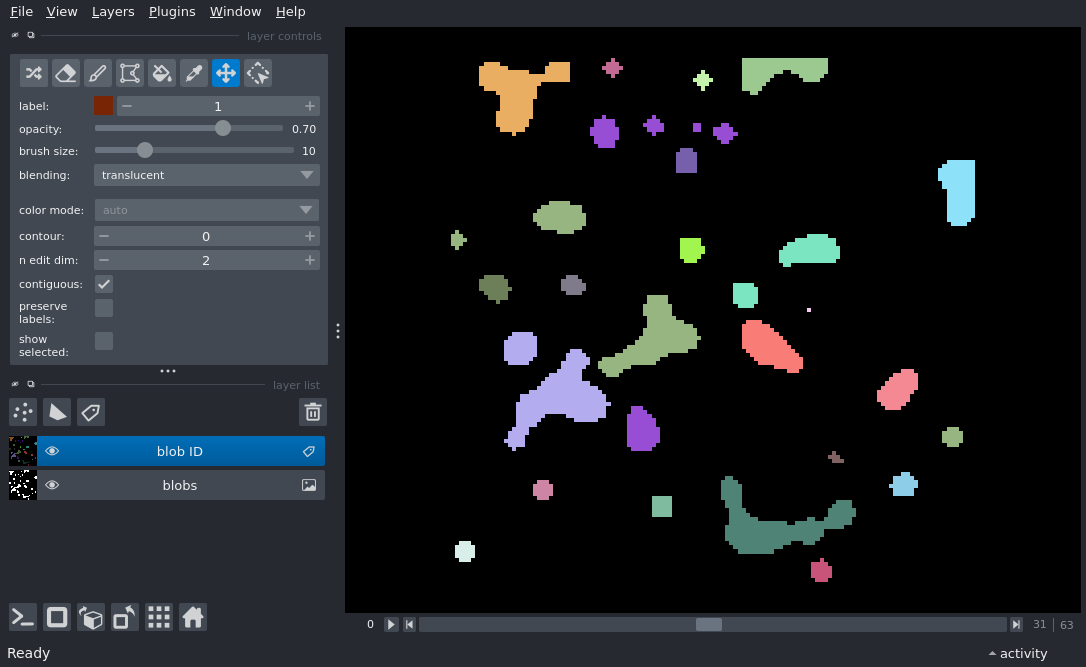 File View Layers Plugins Window Help
layer controls
label: 1
opacity: 0.70
brush size: 10
blending: translucent
color mode: auto
contour: 0
n edit dim: 2
contiguous:
preserve
labels:
show
selected:
layer list
blob ID
blobs
0 31 | 63
Ready activity